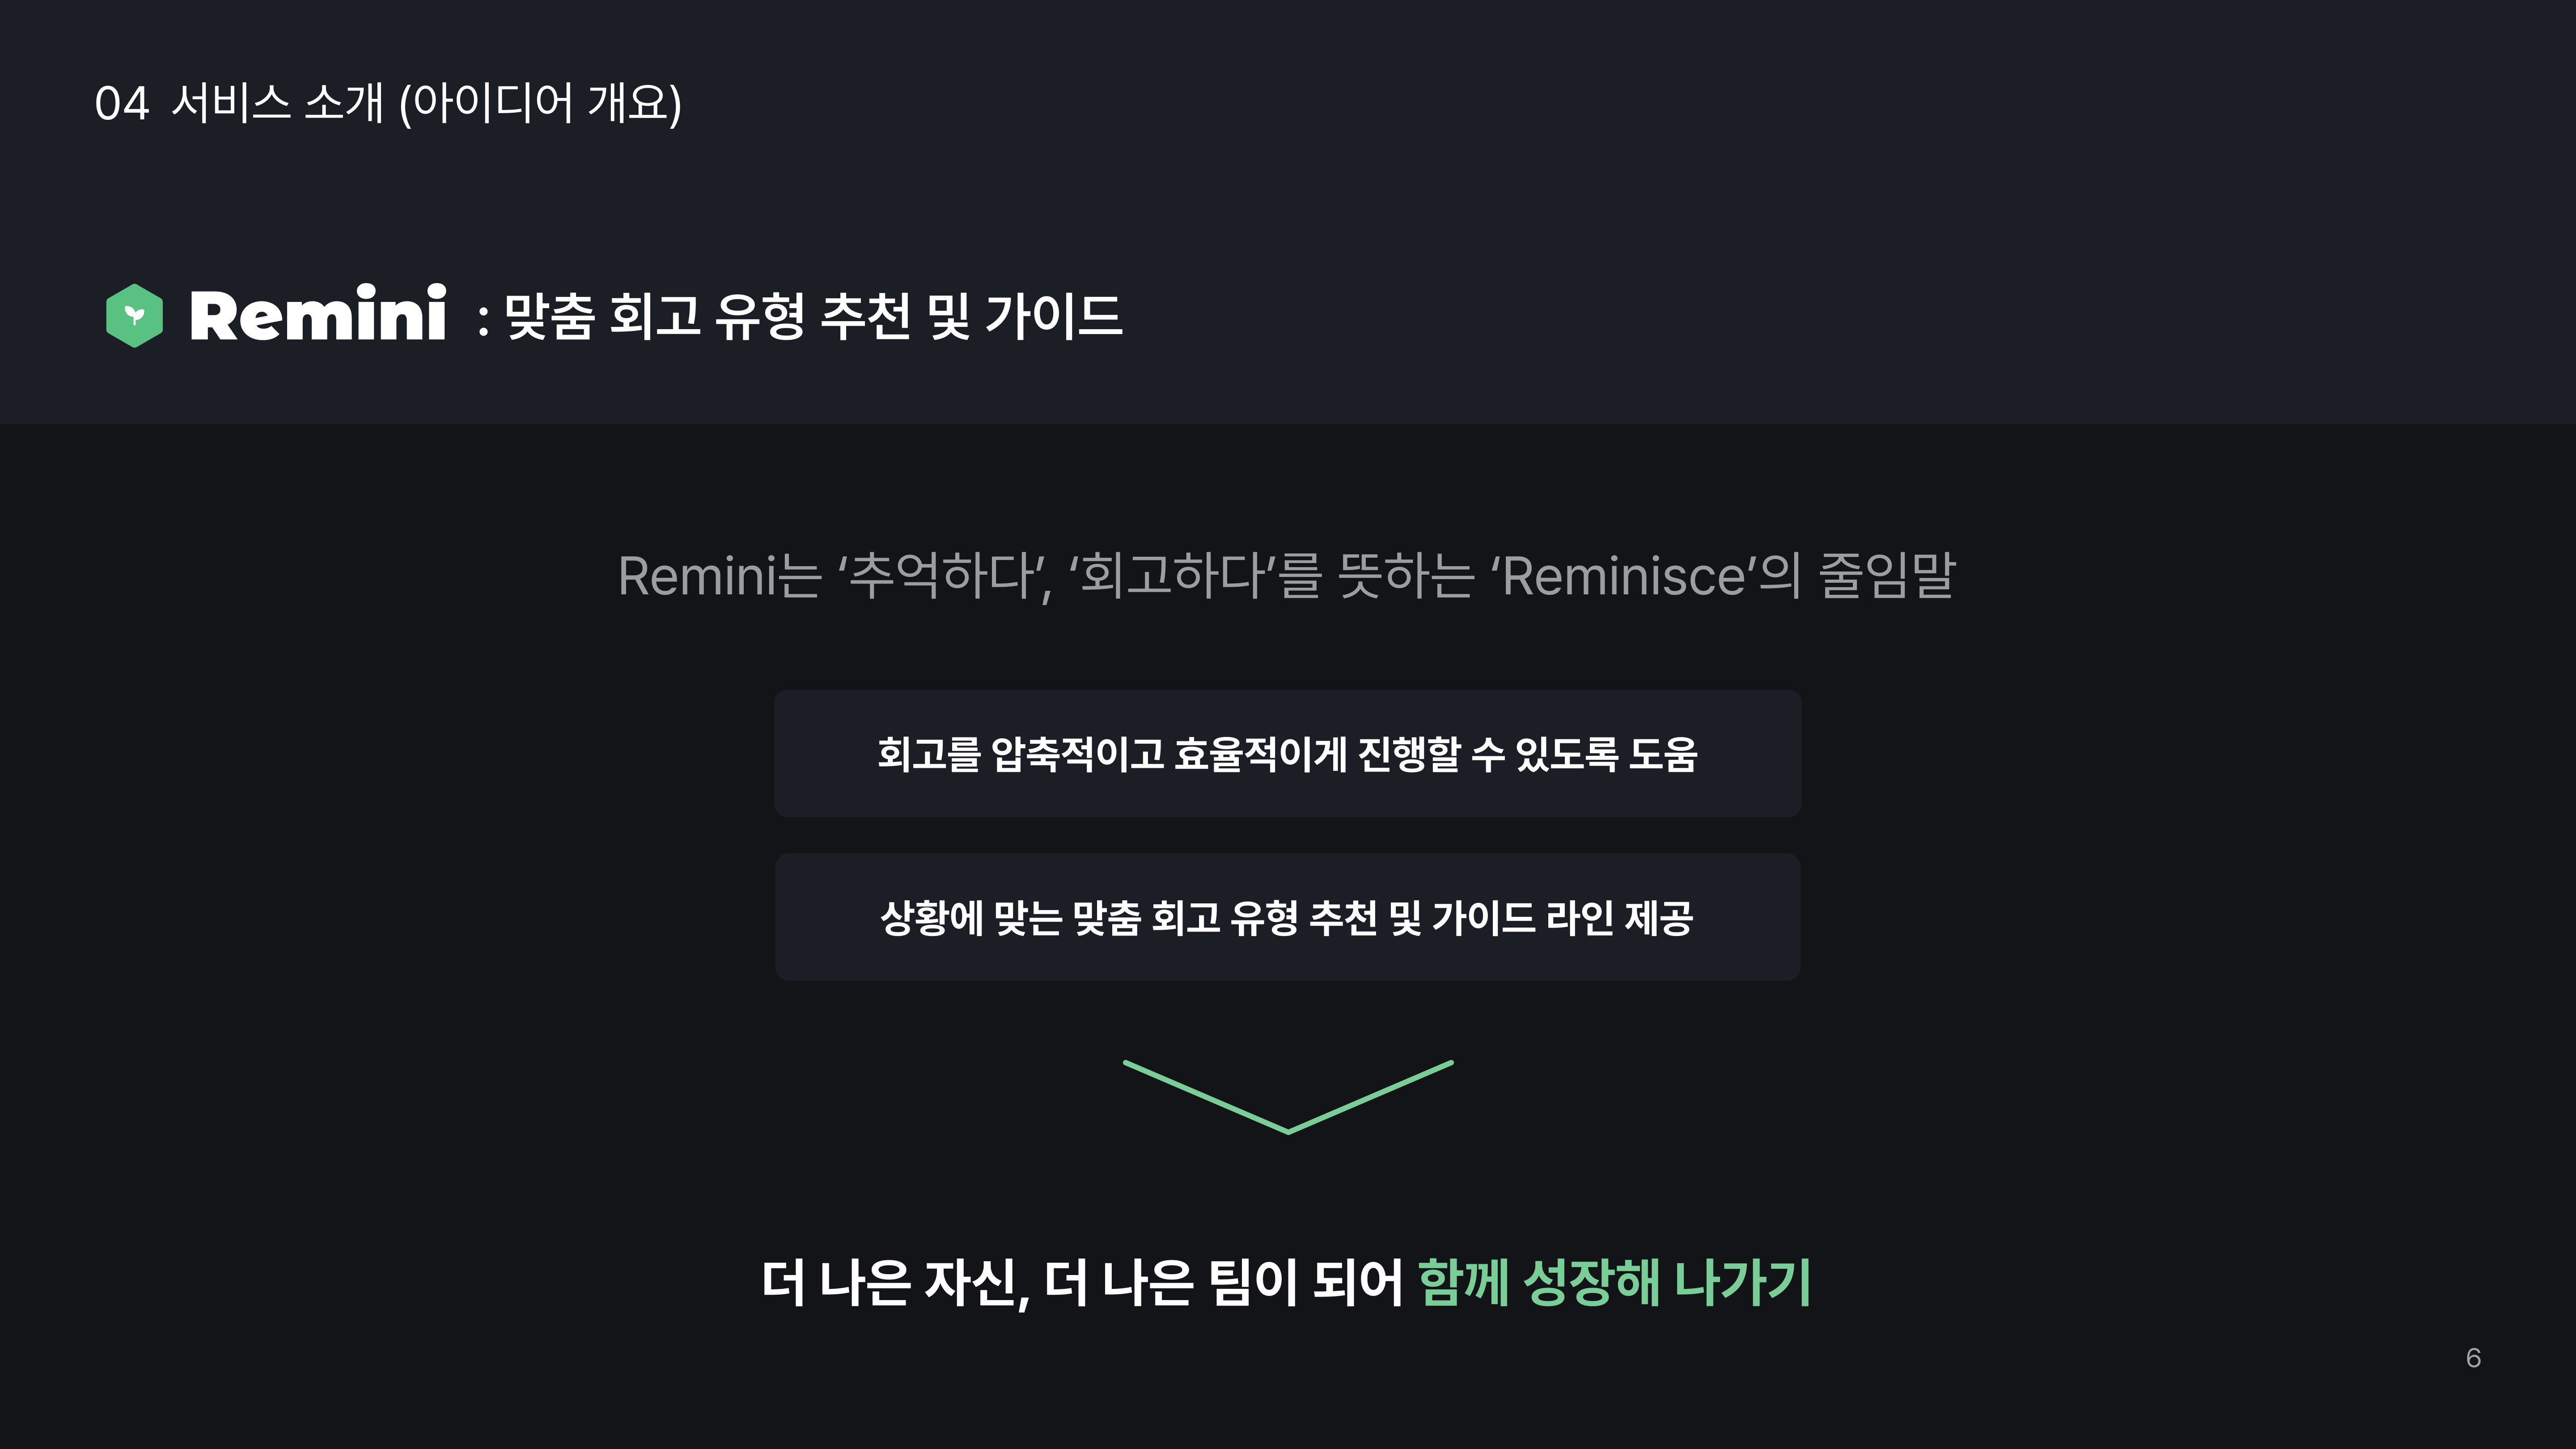 04 서비스 소개 (아이디어 개요)
Remini : 맞춤 회고 유형 추천 및 가이드
Remini는 ‘추억하다’, ‘회고하다’를 뜻하는 ‘Reminisce’의 줄임말
회고를 압축적이고 효율적이게 진행할 수 있도록 도움
상황에 맞는 맞춤 회고 유형 추천 및 가이드 라인 제공
더 나은 자신, 더 나은 팀이 되어 함께 성장해 나가기
6